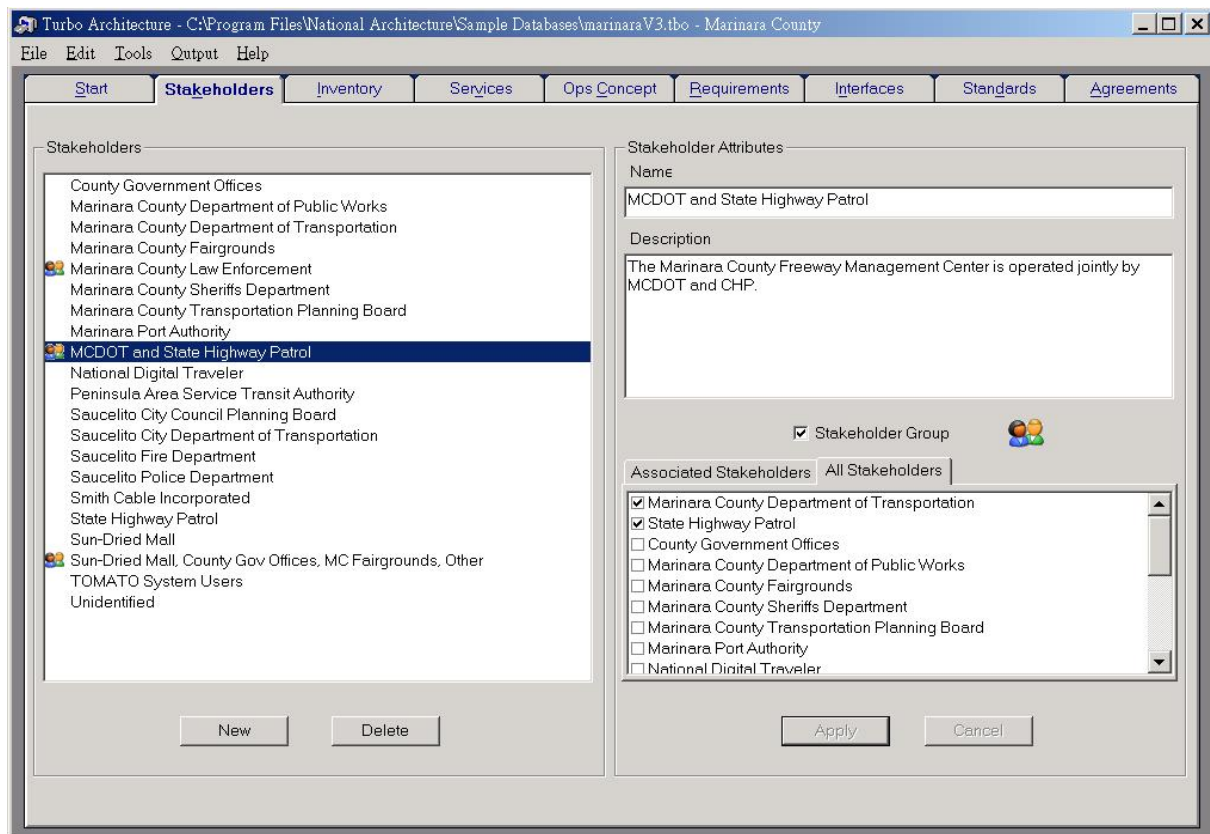 Turbo Architecture - C:\Program Files\National Architecture\Sample Databases\marinaraV3.tbo - Marinara County
File Edit Tools Output Help
Start Stakeholders Inventory Services Ops Concept Requirements Interfaces Standards Agreements
Stakeholders
County Government Offices
Marinara County Department of Public Works
Marinara County Department of Transportation
Marinara County Fairgrounds
Marinara County Law Enforcement
Marinara County Sheriffs Department
Marinara County Transportation Planning Board
Marinara Port Authority
MCDOT and State Highway Patrol
National Digital Traveler
Peninsula Area Service Transit Authority
Saucelito City Council Planning Board
Saucelito City Department of Transportation
Saucelito Fire Department
Saucelito Police Department
Smith Cable Incorporated
State Highway Patrol
Sun-Dried Mall
Sun-Dried Mall, County Gov Offices, MC Fairgrounds, Other
TOMATO System Users
Unidentified
New Delete
Stakeholder Attributes
Name
MCDOT and State Highway Patrol
Description
The Marinara County Freeway Management Center is operated jointly by
MCDOT and CHP.
Stakeholder Group
Associated Stakeholders All Stakeholders
Marinara County Department of Transportation
State Highway Patrol
County Government Offices
Marinara County Department of Public Works
Marinara County Fairgrounds
Marinara County Sheriffs Department
Marinara County Transportation Planning Board
Marinara Port Authority
National Digital Traveler
Apply Cancel